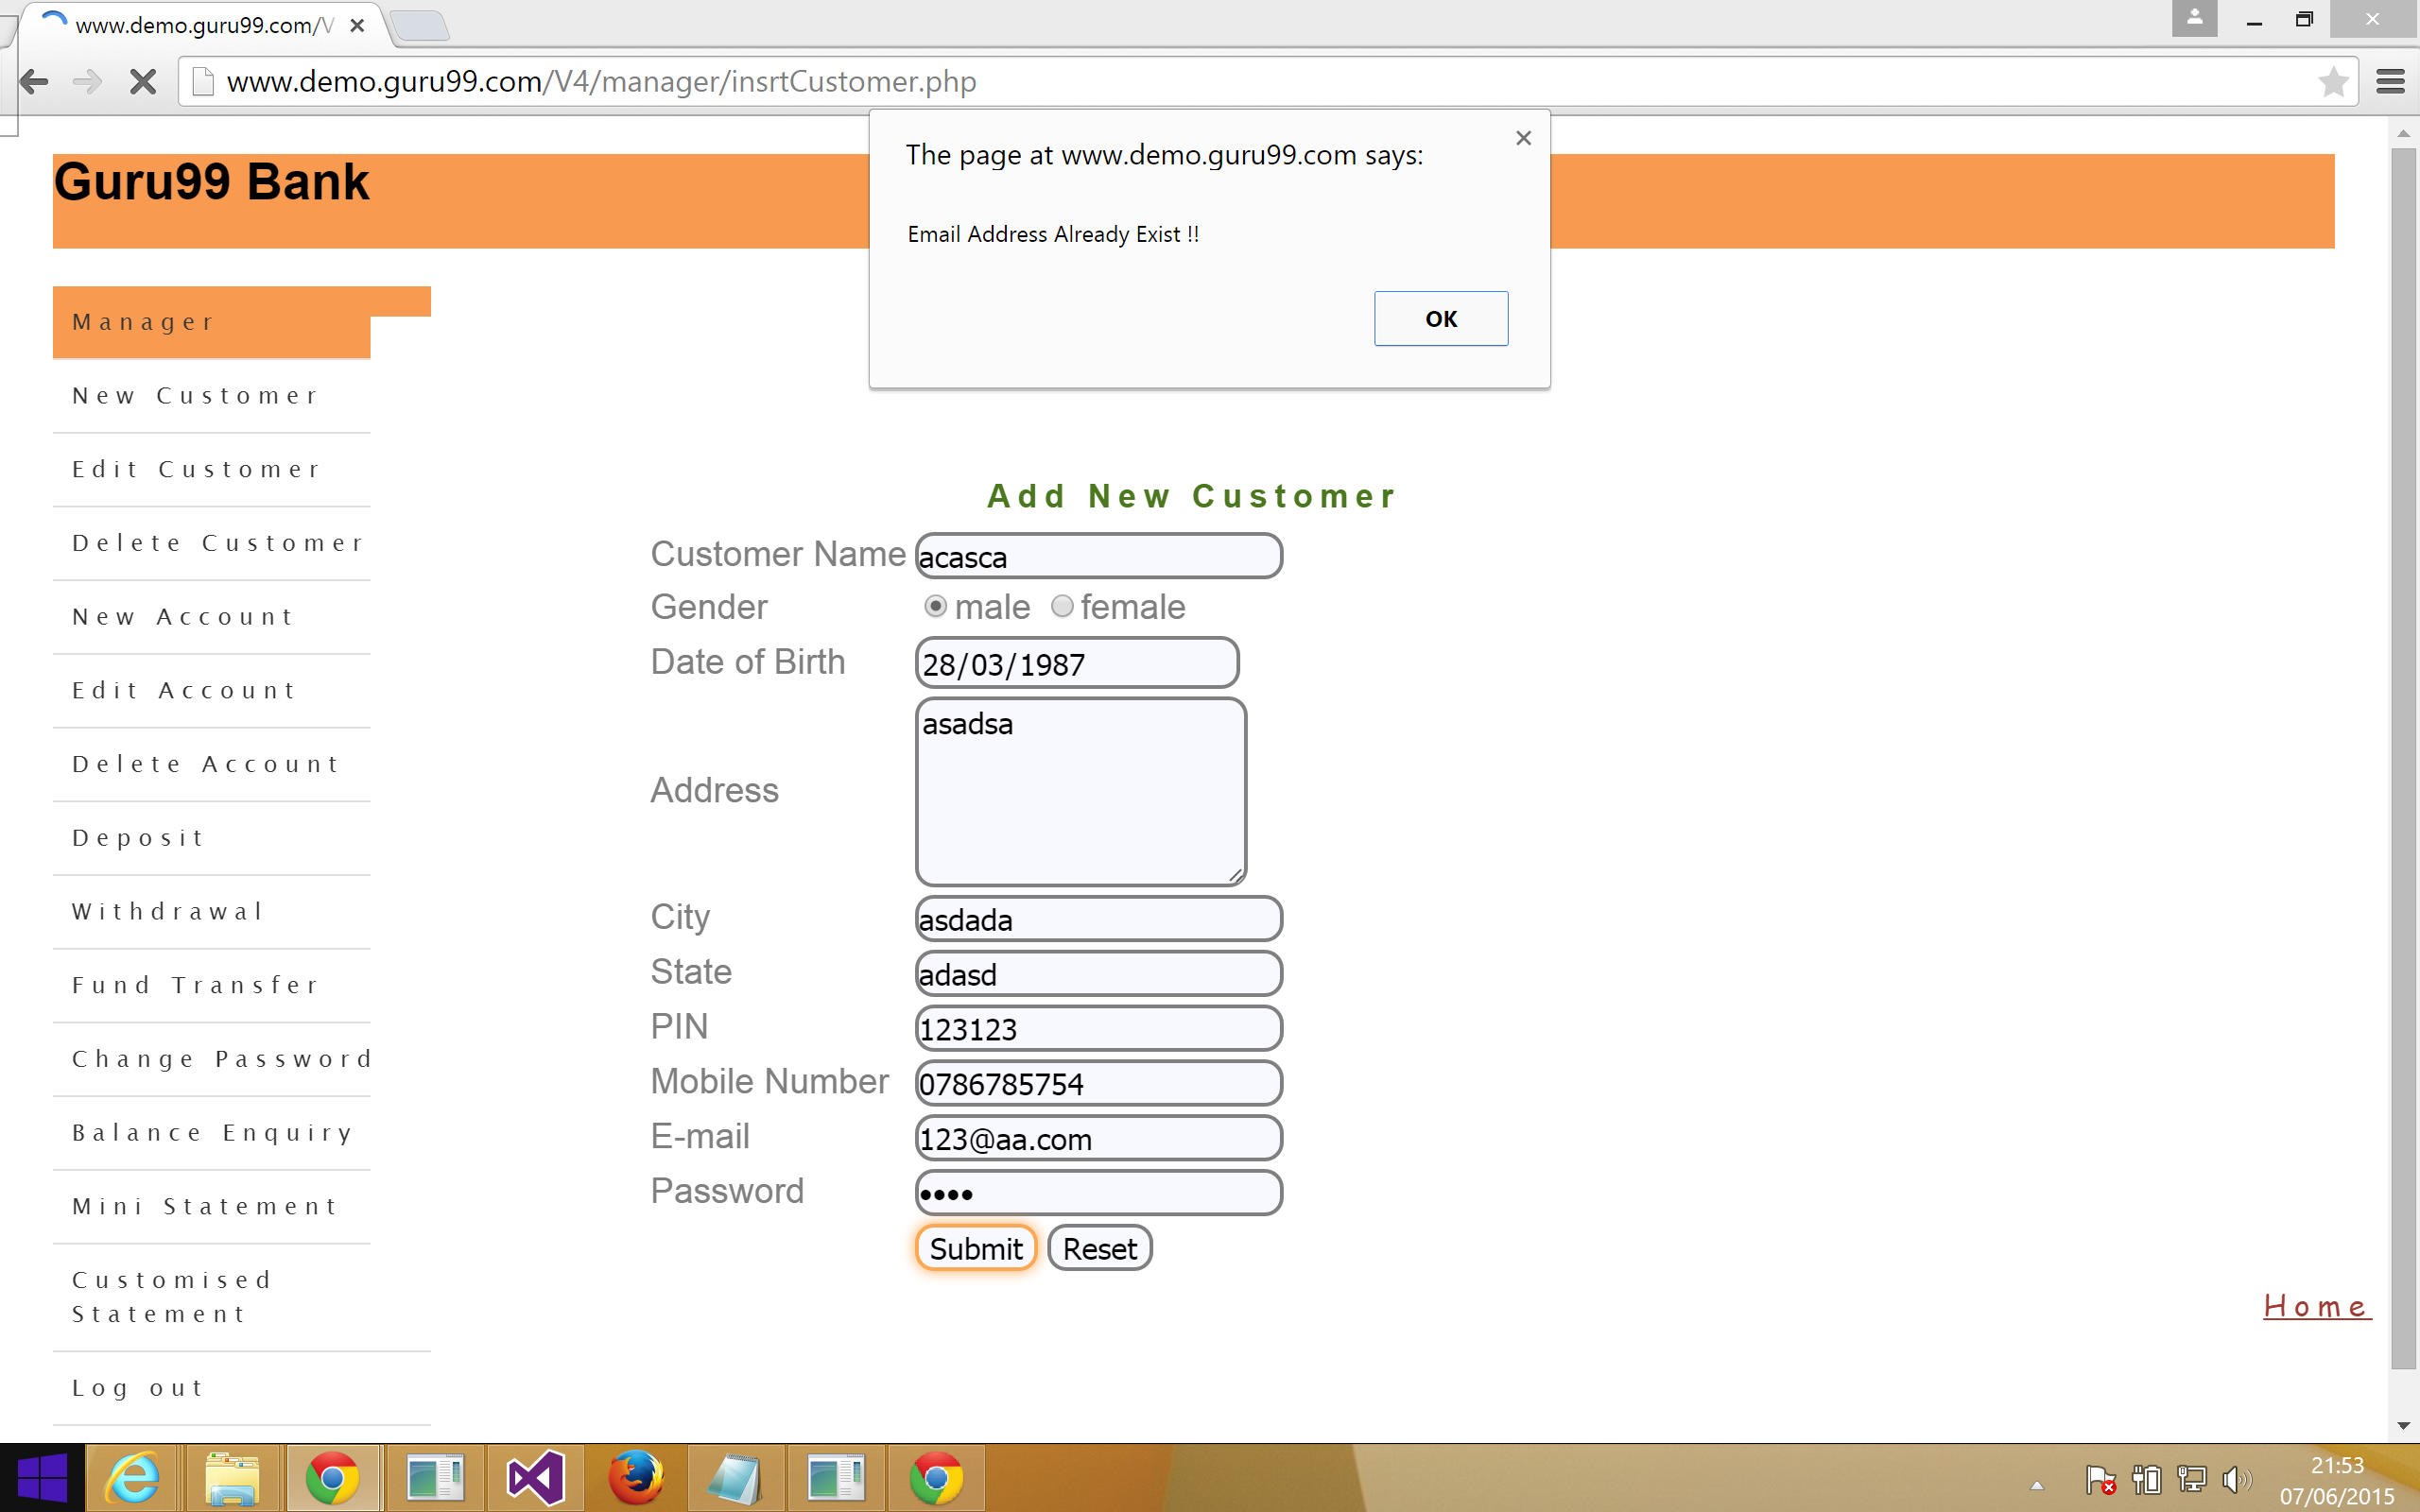 www.demo.guru99.com/V
www.demo.guru99.com/V4/manager/insrtCustomer.php
The page at www.demo.guru99.com says:
Email Address Already Exist !!
OK
Guru99 Bank
Manager
New Customer
Edit Customer
Delete Customer
New Account
Edit Account
Delete Account
Deposit
Withdrawal
Fund Transfer
Change Password
Balance Enquiry
Mini Statement
Customised
Statement
Log out
Add New Customer
Customer Name acasca
Gender male female
Date of Birth 28/03/1987
Address asadsa
City asdada
State adasd
PIN 123123
Mobile Number 0786785754
E-mail 123@aa.com
Password ••••
Submit Reset
Home
21:53
07/06/2015